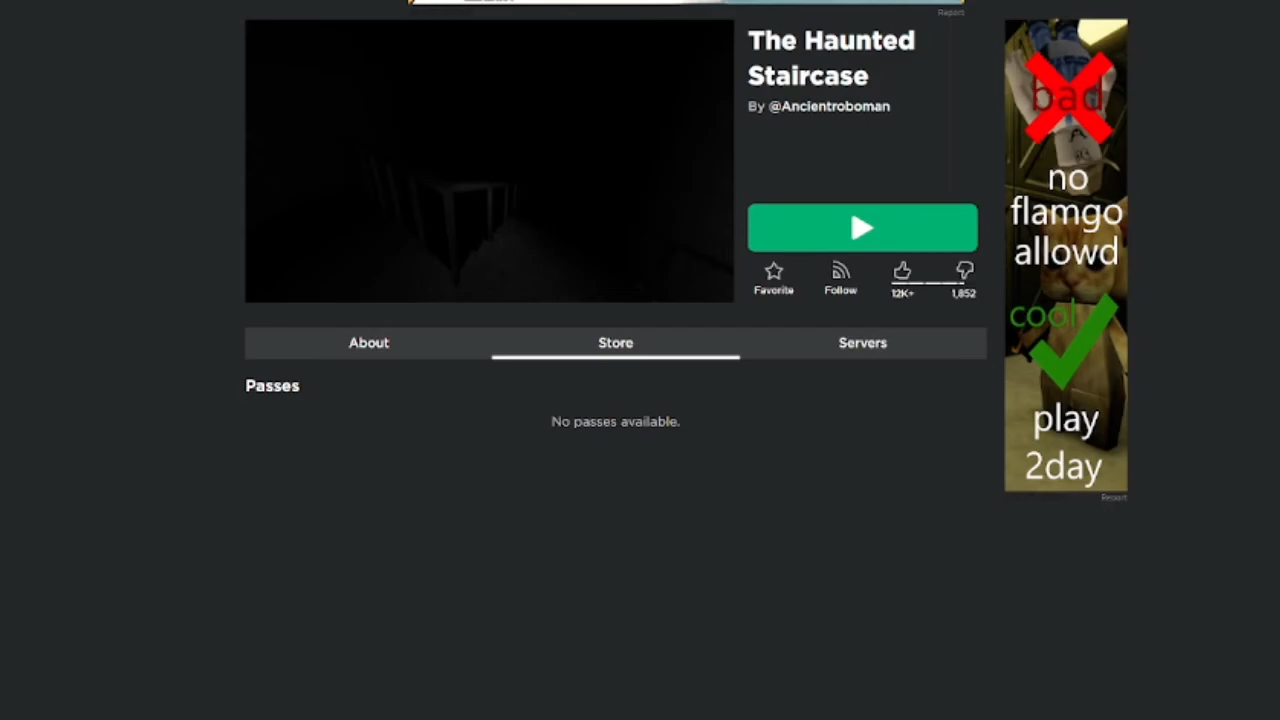 Report
The Haunted
Staircase
By @Ancientroboman
Favorite
Follow
12K+
1,852
About
Store
Servers
Passes
No passes available.
bad
no
flamgo
allowd
cool
play
2day
Report